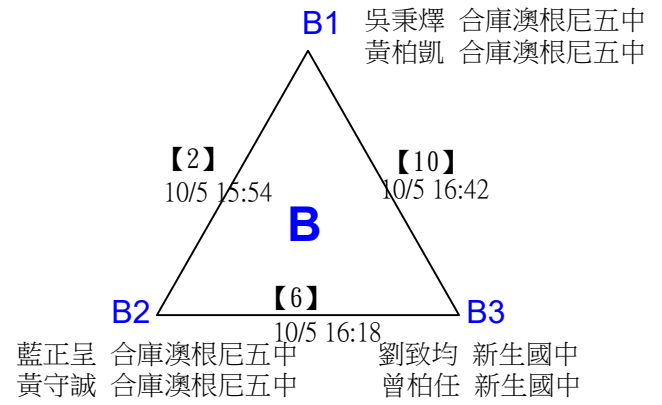 B1 吳秉燡 合庫澳根尼五中
黃柏凱 合庫澳根尼五中
【2】 【10】
10/5 15:54 10/5 16:42
B
【6】
B2 B3
10/5 16:18
藍正呈 合庫澳根尼五中 劉致均 新生國中
黃守誠 合庫澳根尼五中 曾柏任 新生國中